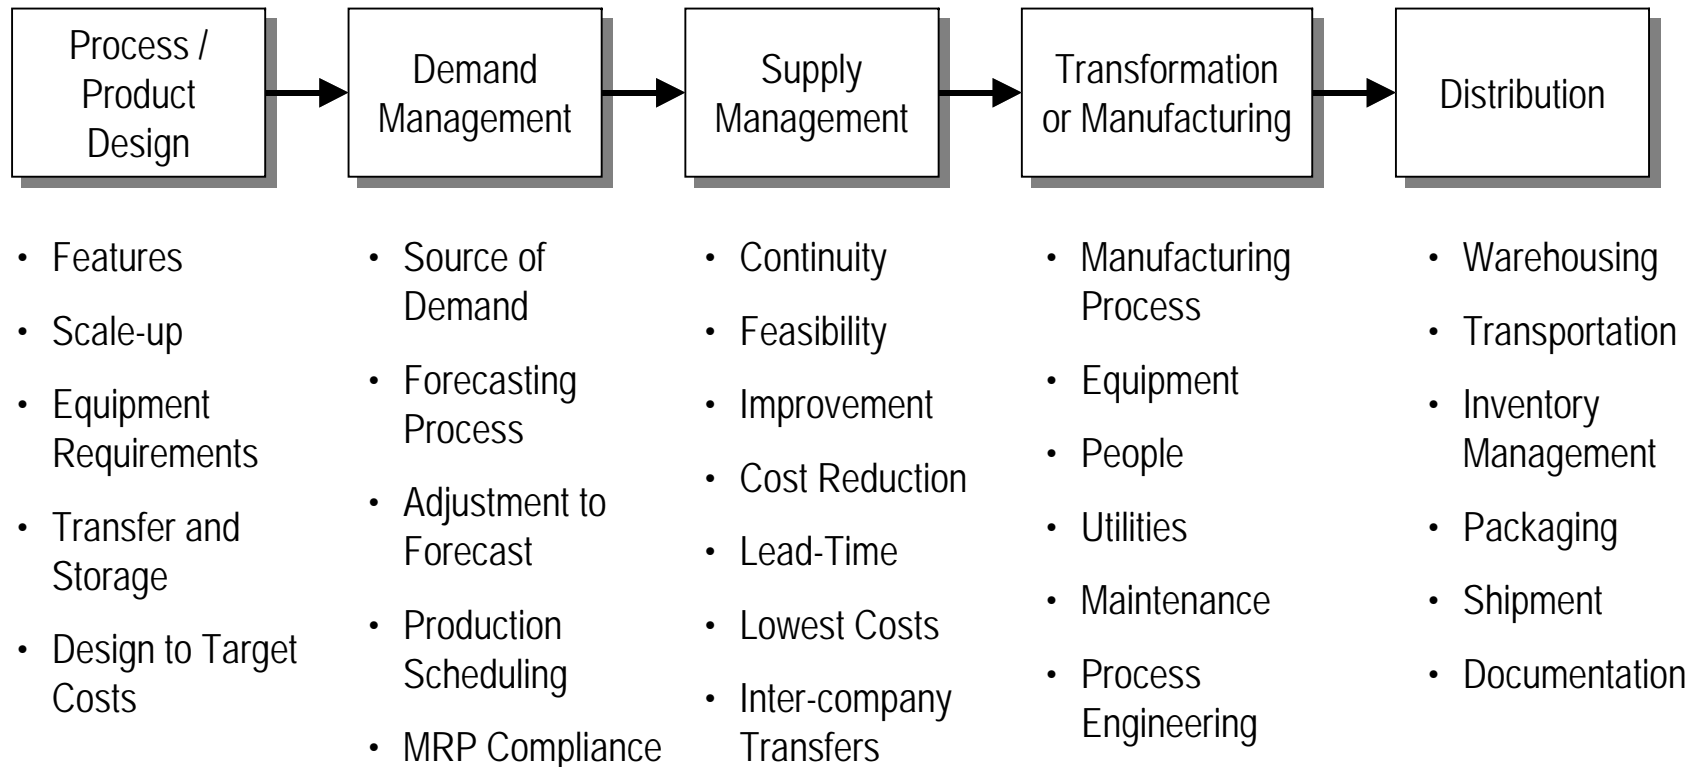 Process /
Product
Design
Demand
Management
Supply
Management
Transformation
or Manufacturing
Distribution
• Features
• Scale-up
• Equipment
Requirements
• Transfer and
Storage
• Design to Target
Costs
• Source of
Demand
• Forecasting
Process
• Adjustment to
Forecast
• Production
Scheduling
• MRP Compliance
• Continuity
• Feasibility
• Improvement
• Cost Reduction
• Lead-Time
• Lowest Costs
• Inter-company
Transfers
• Manufacturing
Process
• Equipment
• People
• Utilities
• Maintenance
• Process
Engineering
• Warehousing
• Transportation
• Inventory
Management
• Packaging
• Shipment
• Documentation